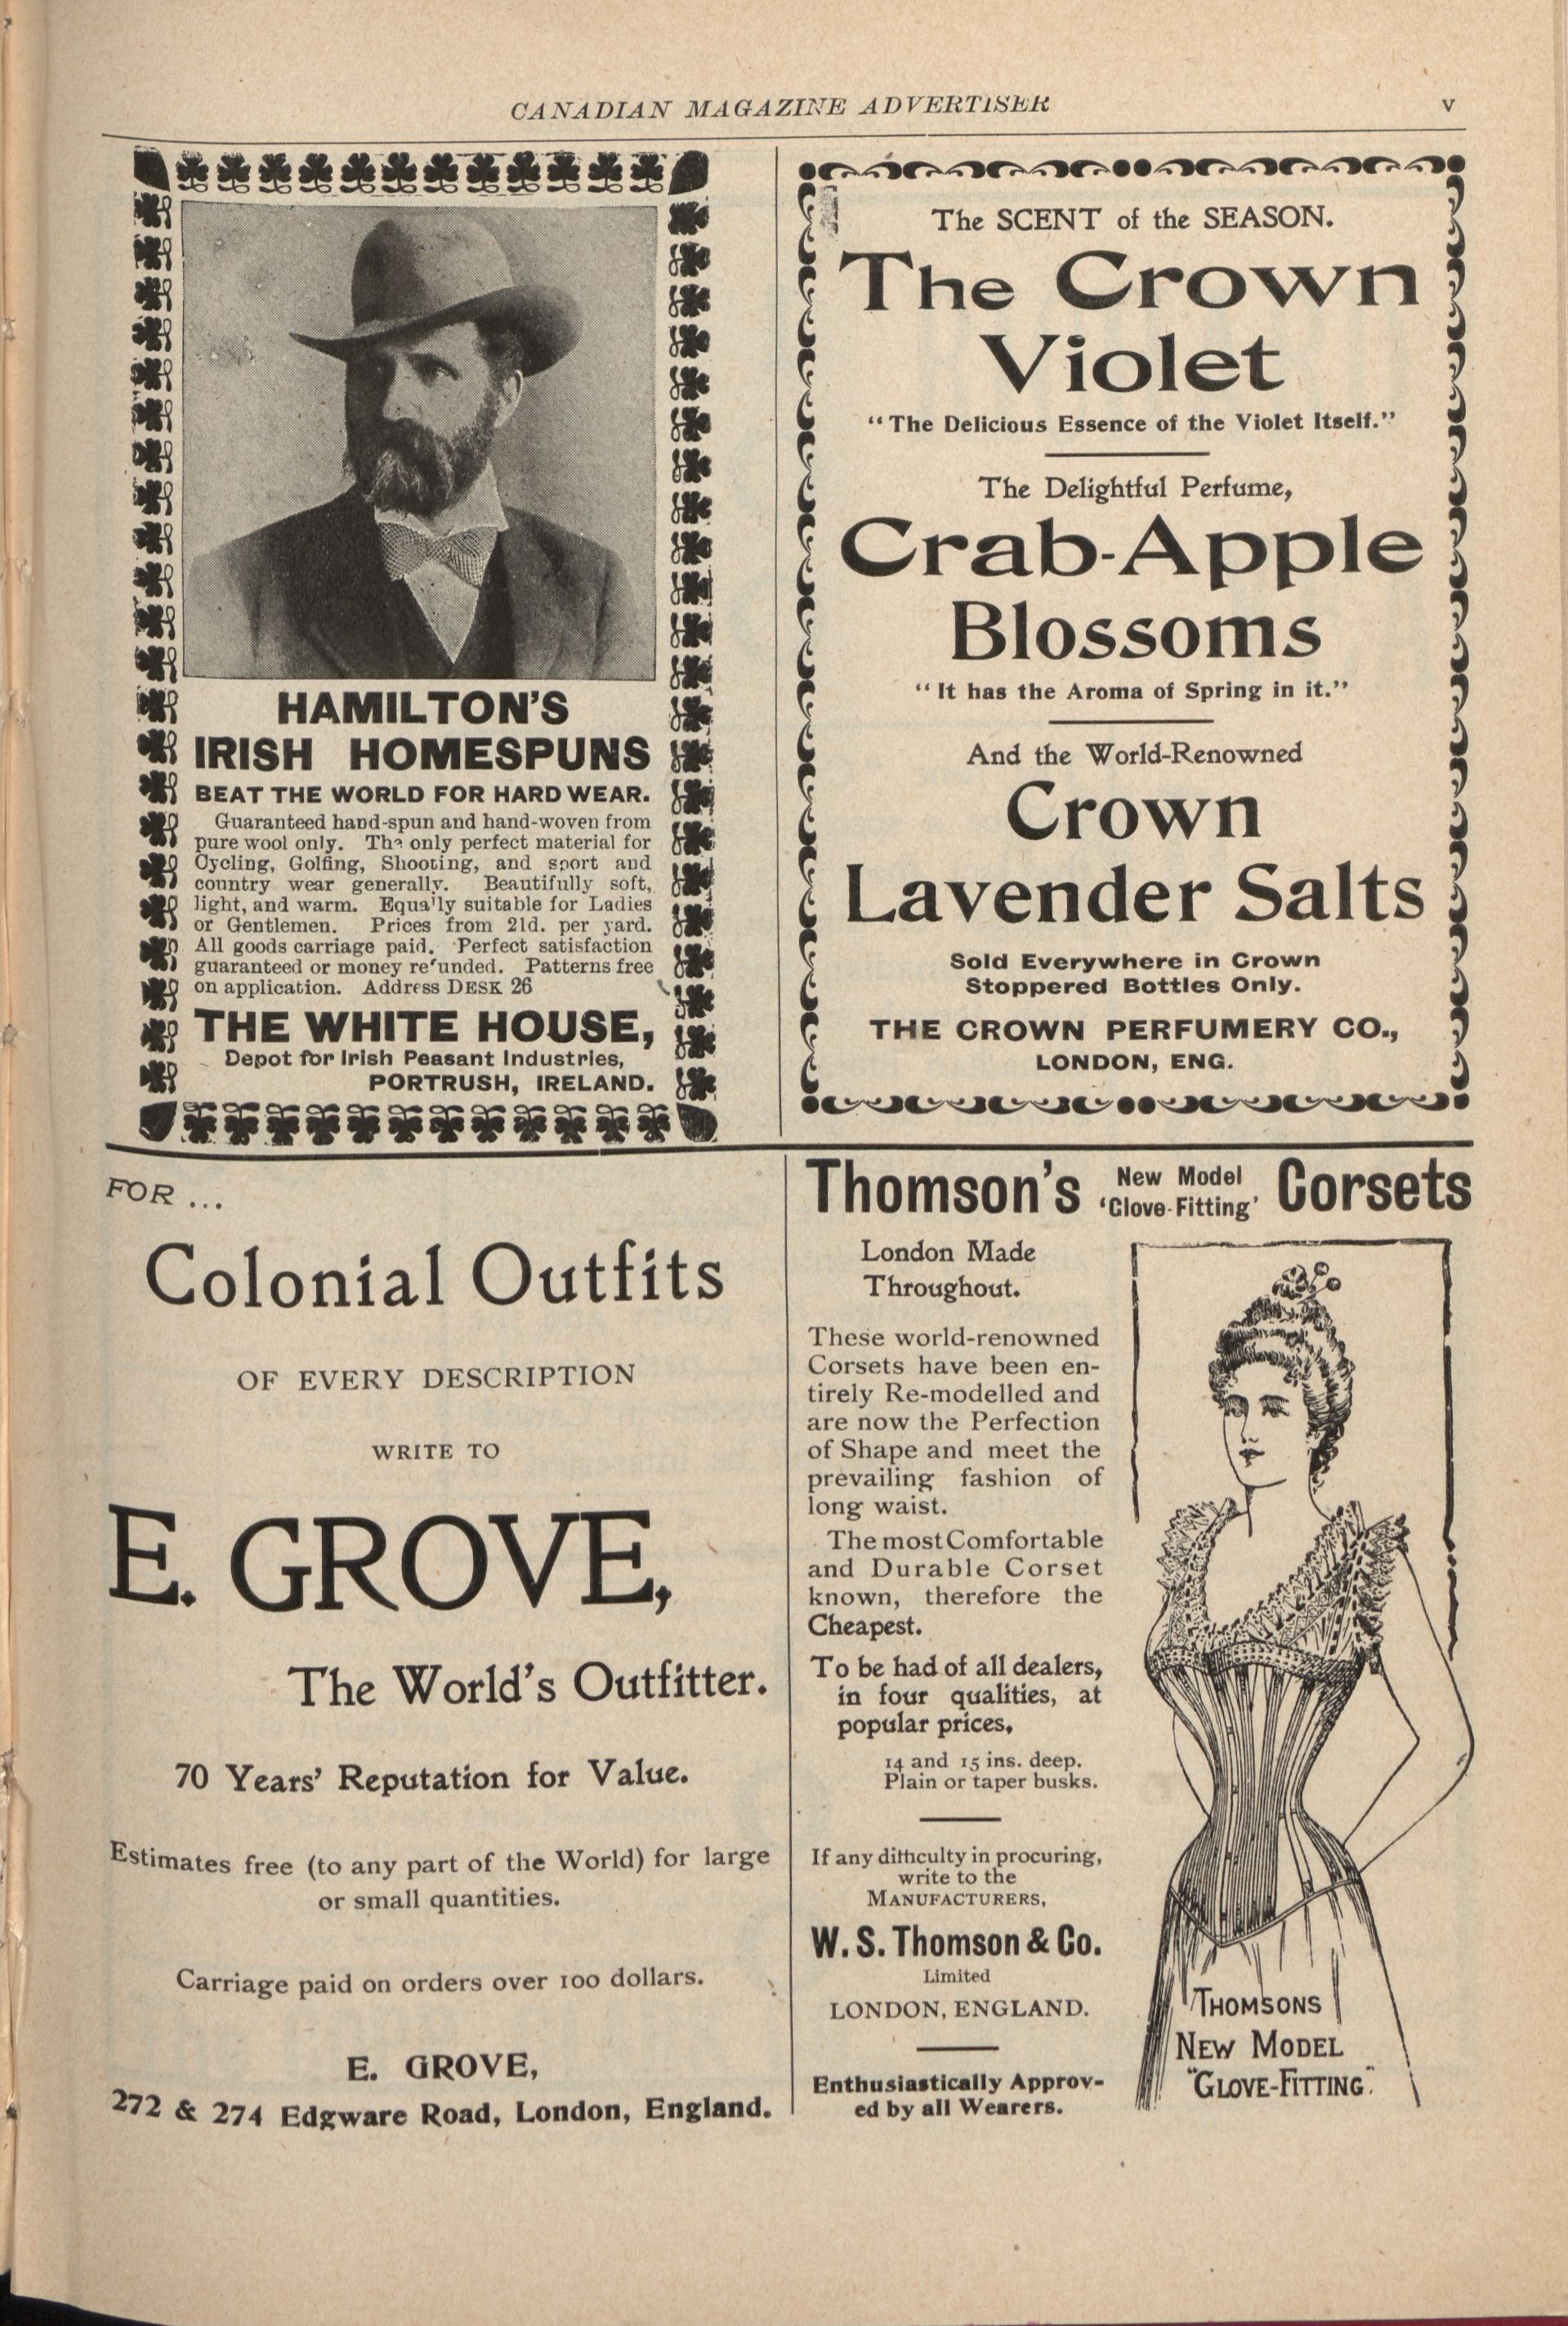 CANADIAN MAGAZINE ADVERTISER
v
HAMILTON'S
IRISH HOMESPUNS
BEAT THE WORLD FOR HARD WEAR.
Guaranteed hand-spun and hand-woven from
pure wool only. The only perfect material for
Cycling, Golfing, Shooting, and sport and
country wear generally. Beautifully soft,
light, and warm. Equally suitable for Ladies
or Gentlemen. Prices from 21d. per yard.
All goods carriage paid. Perfect satisfaction
guaranteed or money refunded. Patterns free
on application. Address DESK 26
THE WHITE HOUSE,
Depot for Irish Peasant Industries,
PORTRUSH, IRELAND.
The SCENT of the SEASON.
The Crown
Violet
"The Delicious Essence of the Violet Itself."
The Delightful Perfume,
Crab-Apple
Blossoms
"It has the Aroma of Spring in it."
And the World-Renowned
Crown
Lavender Salts
Sold Everywhere in Crown
Stoppered Bottles Only.
THE CROWN PERFUMERY CO.,
LONDON, ENG.
FOR ...
Colonial Outfits
OF EVERY DESCRIPTION
WRITE TO
E. GROVE,
The World's Outfitter.
70 Years' Reputation for Value.
Estimates free (to any part of the World) for large
or small quantities.
Carriage paid on orders over 100 dollars.
E. GROVE,
272 & 274 Edgware Road, London, England.
Thomson's New Model 'Glove-Fitting' Corsets
London Made
Throughout.
These world-renowned
Corsets have been en-
tirely Re-modelled and
are now the Perfection
of Shape and meet the
prevailing fashion of
long waist.
The most Comfortable
and Durable Corset
known, therefore the
Cheapest.
To be had of all dealers,
in four qualities, at
popular prices.
14 and 15 ins. deep.
Plain or taper busks.
If any difficulty in procuring,
write to the
MANUFACTURERS,
W. S. Thomson & Co.
Limited
LONDON, ENGLAND.
Enthusiastically Approv-
ed by all Wearers.
THOMSONS
NEW MODEL
"GLOVE-FITTING".